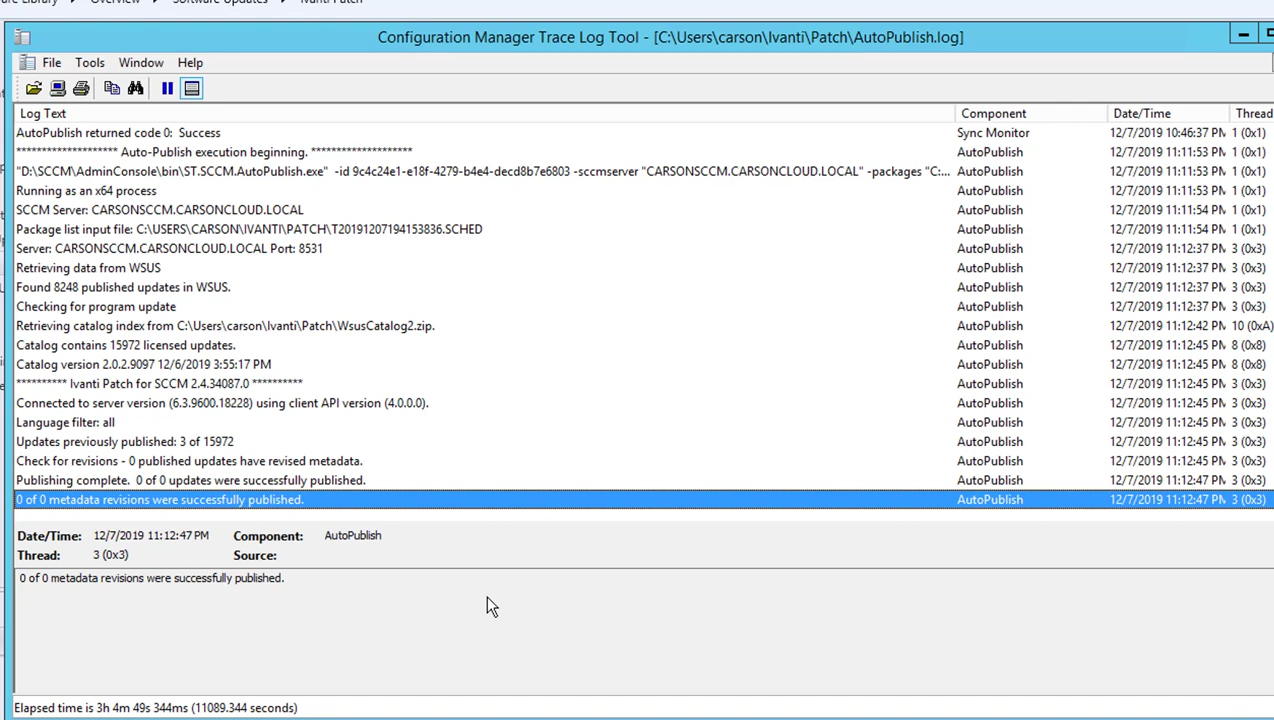 are Library Overview Software Updates Ivanti Patch
Configuration Manager Trace Log Tool - [C:\Users\carson\Ivanti\Patch\AutoPublish.log]
File Tools Window Help
Log Text Component Date/Time Thread
AutoPublish returned code 0: Success Sync Monitor 12/7/2019 10:46:37 PM 1 (0x1)
******************** Auto-Publish execution beginning. ******************** AutoPublish 12/7/2019 11:11:53 PM 1 (0x1)
"D:\SCCM\AdminConsole\bin\ST.SCCM.AutoPublish.exe" -id 9c4c24e1-e18f-4279-b4e4-decd8b7e6803 -sccmserver "CARSONSCCM.CARSONCLOUD.LOCAL" -packages "C:... AutoPublish 12/7/2019 11:11:53 PM 1 (0x1)
Running as an x64 process AutoPublish 12/7/2019 11:11:53 PM 1 (0x1)
SCCM Server: CARSONSCCM.CARSONCLOUD.LOCAL AutoPublish 12/7/2019 11:11:54 PM 1 (0x1)
Package list input file: C:\USERS\CARSON\IVANTI\PATCH\T20191207194153836.SCHED AutoPublish 12/7/2019 11:11:54 PM 1 (0x1)
Server: CARSONSCCM.CARSONCLOUD.LOCAL Port: 8531 AutoPublish 12/7/2019 11:12:37 PM 3 (0x3)
Retrieving data from WSUS AutoPublish 12/7/2019 11:12:37 PM 3 (0x3)
Found 8248 published updates in WSUS. AutoPublish 12/7/2019 11:12:37 PM 3 (0x3)
Checking for program update AutoPublish 12/7/2019 11:12:37 PM 3 (0x3)
Retrieving catalog index from C:\Users\carson\Ivanti\Patch\WsusCatalog2.zip. AutoPublish 12/7/2019 11:12:42 PM 10 (0xA)
Catalog contains 15972 licensed updates. AutoPublish 12/7/2019 11:12:45 PM 8 (0x8)
Catalog version 2.0.2.9097 12/6/2019 3:55:17 PM AutoPublish 12/7/2019 11:12:45 PM 8 (0x8)
********** Ivanti Patch for SCCM 2.4.34087.0 ********** AutoPublish 12/7/2019 11:12:45 PM 3 (0x3)
Connected to server version (6.3.9600.18228) using client API version (4.0.0.0). AutoPublish 12/7/2019 11:12:45 PM 3 (0x3)
Language filter: all AutoPublish 12/7/2019 11:12:45 PM 3 (0x3)
Updates previously published: 3 of 15972 AutoPublish 12/7/2019 11:12:45 PM 3 (0x3)
Check for revisions - 0 published updates have revised metadata. AutoPublish 12/7/2019 11:12:45 PM 3 (0x3)
Publishing complete. 0 of 0 updates were successfully published. AutoPublish 12/7/2019 11:12:47 PM 3 (0x3)
0 of 0 metadata revisions were successfully published. AutoPublish 12/7/2019 11:12:47 PM 3 (0x3)
Date/Time: 12/7/2019 11:12:47 PM Component: AutoPublish
Thread: 3 (0x3) Source:
0 of 0 metadata revisions were successfully published.
Elapsed time is 3h 4m 49s 344ms (11089.344 seconds)